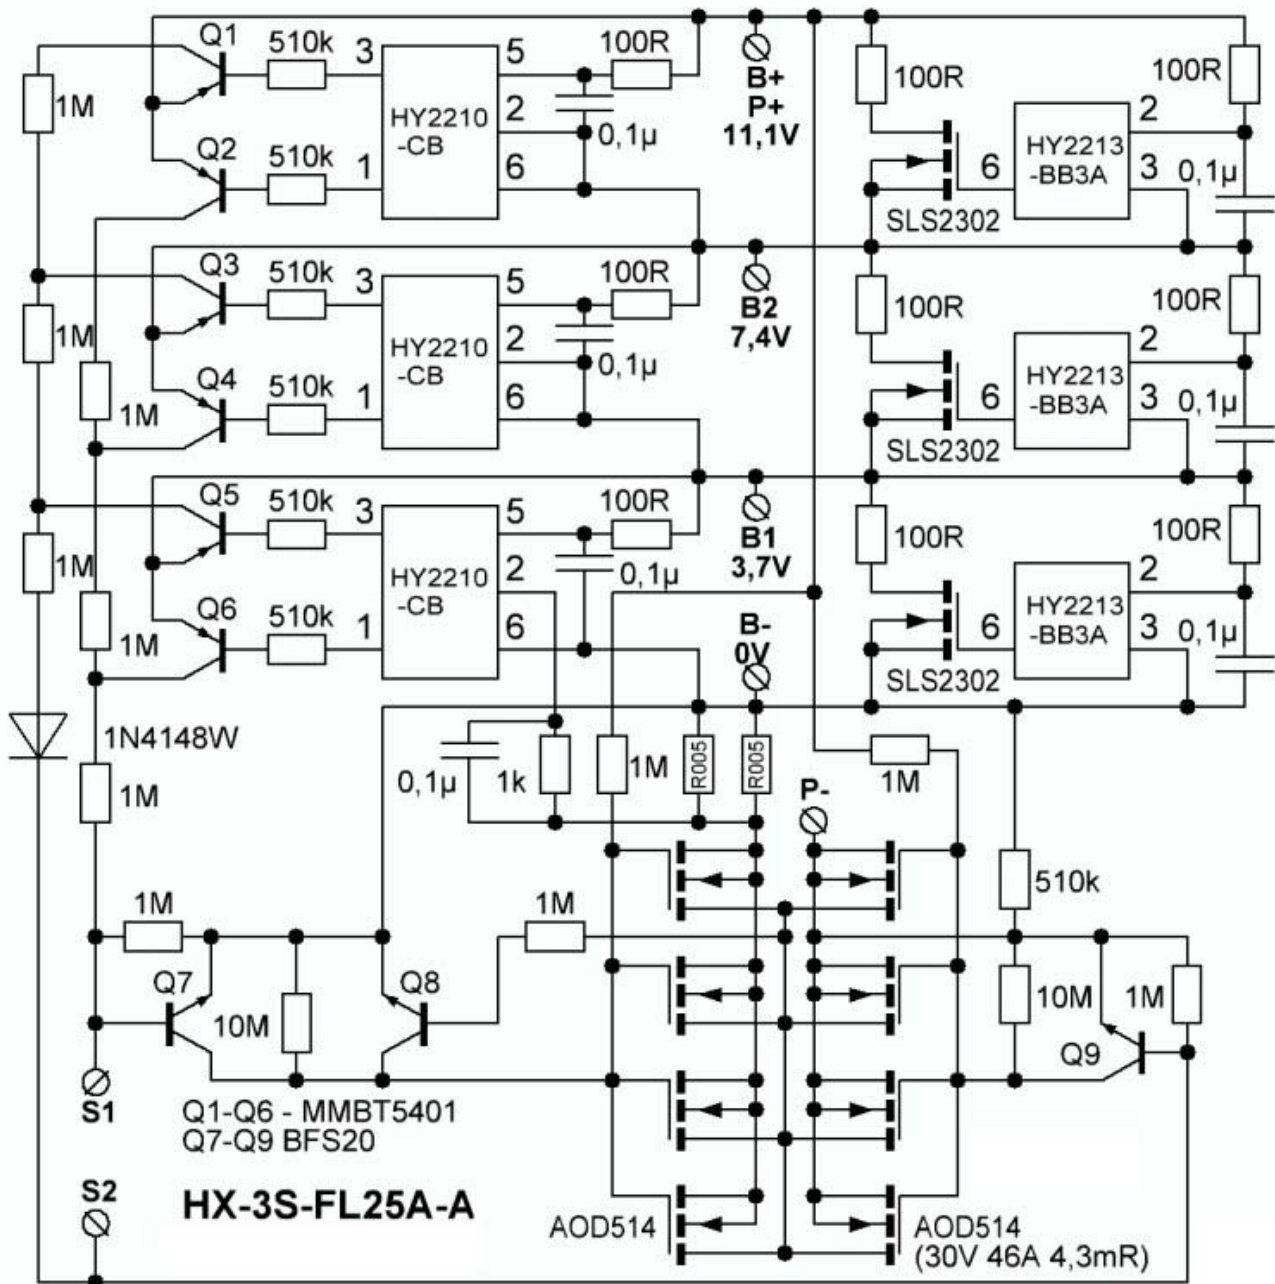 Q1 510k 3 5 100R
1M HY2210
-CB 2 0,1µ
Q2 510k 1 6
B+
P+
11,1V
100R 100R
HY2213
-BB3A 2
6 3 0,1µ
SLS2302
Q3 510k 3 5 100R
1M HY2210
-CB 2 0,1µ
Q4 510k 1 6
1M
B2
7,4V
100R 100R
HY2213
-BB3A 2
6 3 0,1µ
SLS2302
Q5 510k 3 5 100R
1M HY2210
-CB 2 0,1µ
Q6 510k 1 6
1M
B1
3,7V
B-
0V
100R 100R
HY2213
-BB3A 2
6 3 0,1µ
SLS2302
1N4148W
1M 0,1µ 1k 1M R005 R005 1M
P-
510k
1M 1M
Q7 10M Q8 10M 1M
Q9
S1
Q1-Q6 - MMBT5401
Q7-Q9 BFS20
S2
HX-3S-FL25A-A
AOD514 AOD514
(30V 46A 4,3mR)